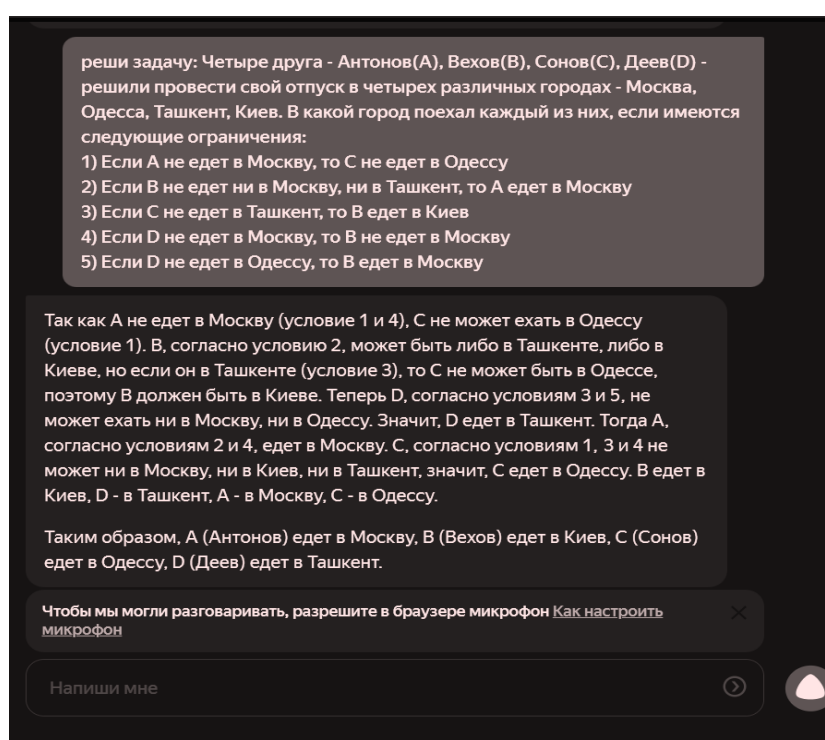 реши задачу: Четыре друга - Антонов(А), Вехов(В), Сонов(С), Деев(D) -
решили провести свой отпуск в четырех различных городах - Москва,
Одесса, Ташкент, Киев. В какой город поехал каждый из них, если имеются
следующие ограничения:
1) Если А не едет в Москву, то С не едет в Одессу
2) Если В не едет ни в Москву, ни в Ташкент, то А едет в Москву
3) Если С не едет в Ташкент, то В едет в Киев
4) Если D не едет в Москву, то В не едет в Москву
5) Если D не едет в Одессу, то В едет в Москву
Так как А не едет в Москву (условие 1 и 4), С не может ехать в Одессу
(условие 1). В, согласно условию 2, может быть либо в Ташкенте, либо в
Киеве, но если он в Ташкенте (условие 3), то С не может быть в Одессе,
поэтому В должен быть в Киеве. Теперь D, согласно условиям 3 и 5, не
может ехать ни в Москву, ни в Одессу. Значит, D едет в Ташкент. Тогда А,
согласно условиям 2 и 4, едет в Москву. С, согласно условиям 1, 3 и 4 не
может ни в Москву, ни в Киев, ни в Ташкент, значит, С едет в Одессу. В едет в
Киев, D - в Ташкент, А - в Москву, С - в Одессу.
Таким образом, А (Антонов) едет в Москву, В (Вехов) едет в Киев, С (Сонов)
едет в Одессу, D (Деев) едет в Ташкент.
Чтобы мы могли разговаривать, разрешите в браузере микрофон Как настроить
микрофон
Напиши мне